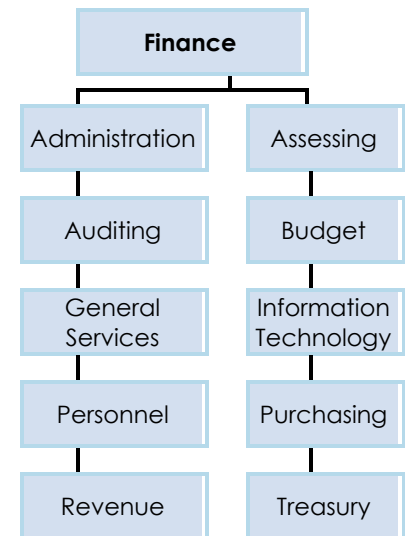 Finance
Administration
Assessing
Auditing
Budget
General
Services
Information
Technology
Personnel
Purchasing
Revenue
Treasury